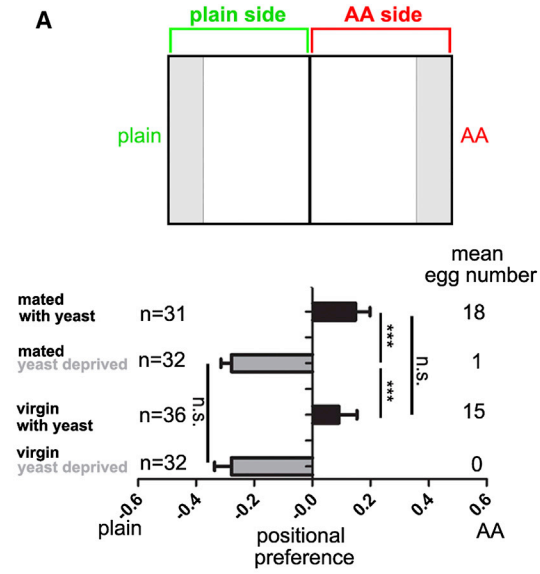 A
plain side AA side
plain AA
mean
egg number
mated
with yeast n=31 18
***
mated
yeast deprived n=32 1
n.s.
n.s.
***
virgin
with yeast n=36 15
virgin
yeast deprived n=32 0
-0.6 -0.4 -0.2 -0.0 0.2 0.4 0.6
plain positional AA
preference